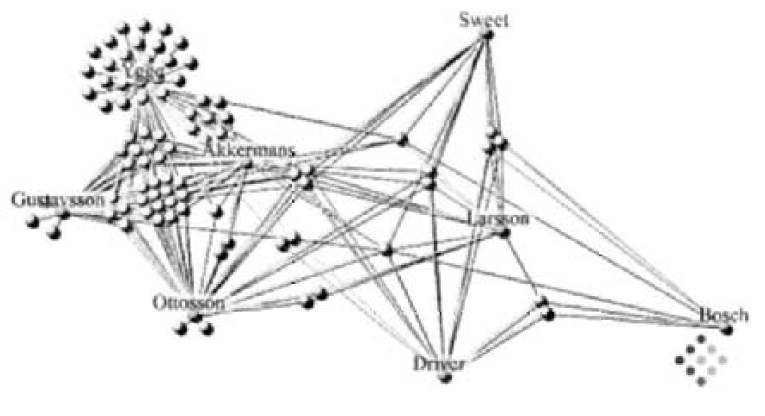 Sweet
Akkermans
Gustavsson
Larsson
Ottosson
Bosch
Driver